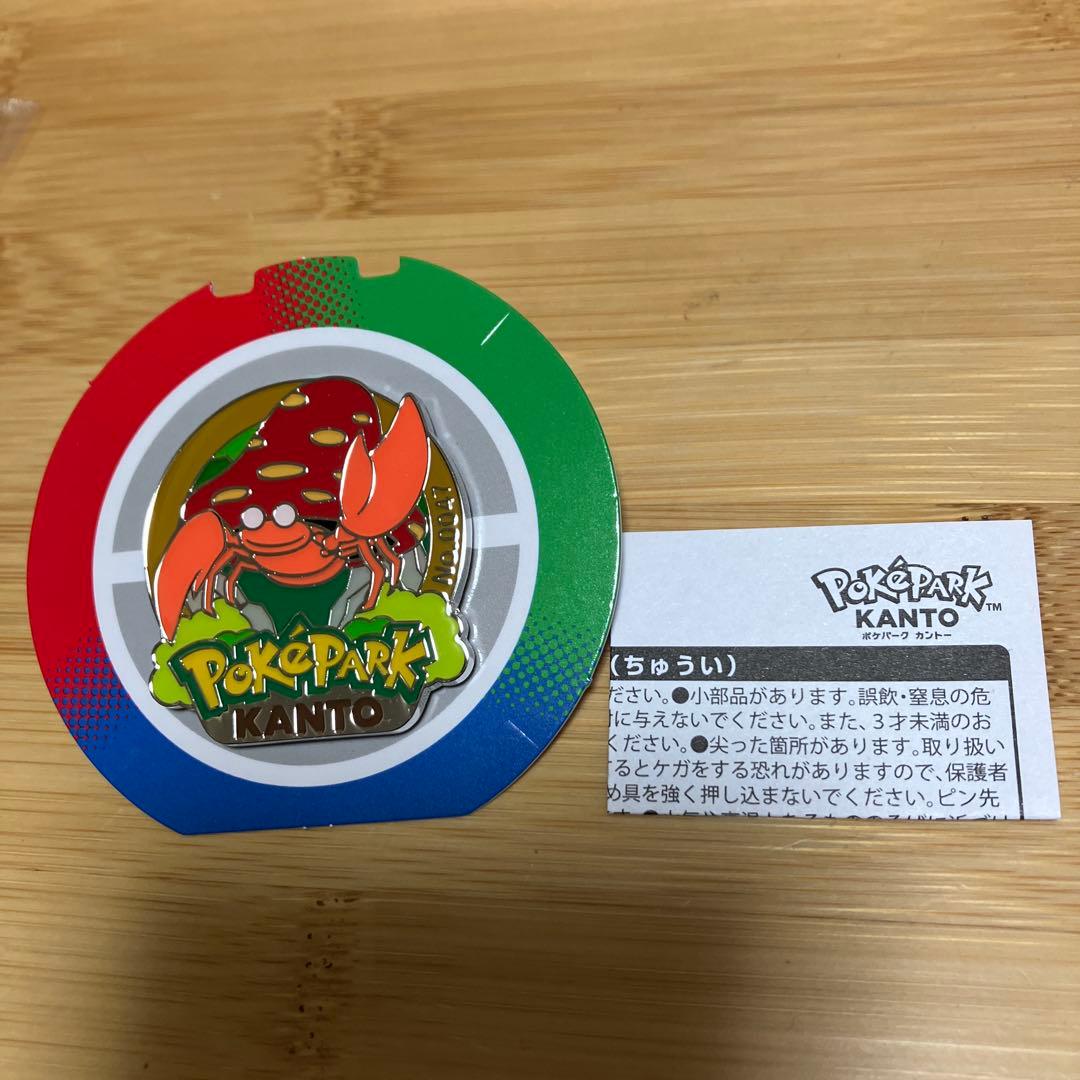 No.0047
PokéPARK
KANTO
PokéPARK™
KANTO
ポケパーク カントー
(ちゅうい)
ださい。●小部品があります。誤飲・窒息の危
に与えないでください。また、3才未満のお
ください。●尖った箇所があります。取り扱い
るとケガをする恐れがありますので、保護者
め具を強く押し込まないでください。ピン先